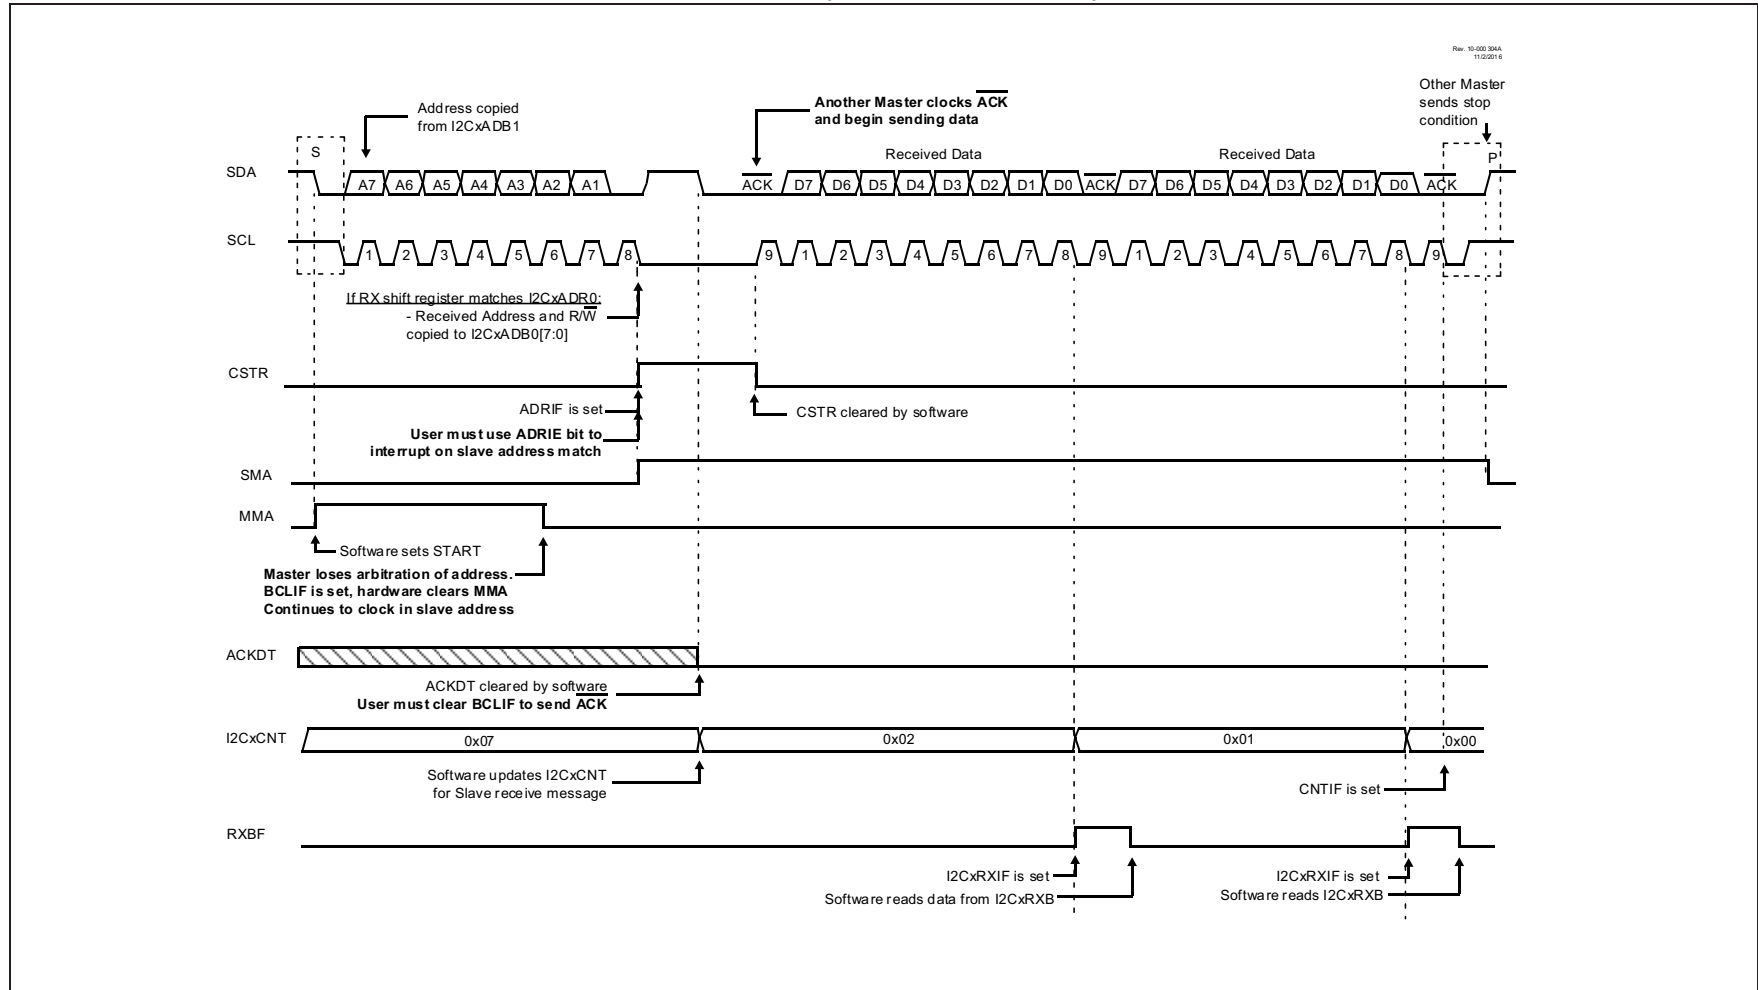 Rev. 10-000 304A
11/2/2016
Other Master
sends stop
condition
Address copied
from I2CxADB1
Another Master clocks ACK
and begin sending data
S
Received Data
Received Data
P
SDA
A7 A6 A5 A4 A3 A2 A1
ACK D7 D6 D5 D4 D3 D2 D1 D0 ACK D7 D6 D5 D4 D3 D2 D1 D0 ACK
SCL
1 2 3 4 5 6 7 8 9 1 2 3 4 5 6 7 8 9 1 2 3 4 5 6 7 8 9
If RX shift register matches I2CxADR0:
- Received Address and R/W
copied to I2CxADB0[7:0]
CSTR
ADRIF is set
CSTR cleared by software
User must use ADRIE bit to
interrupt on slave address match
SMA
MMA
Software sets START
Master loses arbitration of address.
BCLIF is set, hardware clears MMA
Continues to clock in slave address
ACKDT
ACKDT cleared by software
User must clear BCLIF to send ACK
I2CxCNT
0x07 0x02 0x01 0x00
Software updates I2CxCNT
for Slave receive message
CNTIF is set
RXBF
I2CxRXIF is set
Software reads data from I2CxRXB
I2CxRXIF is set
Software reads I2CxRXB